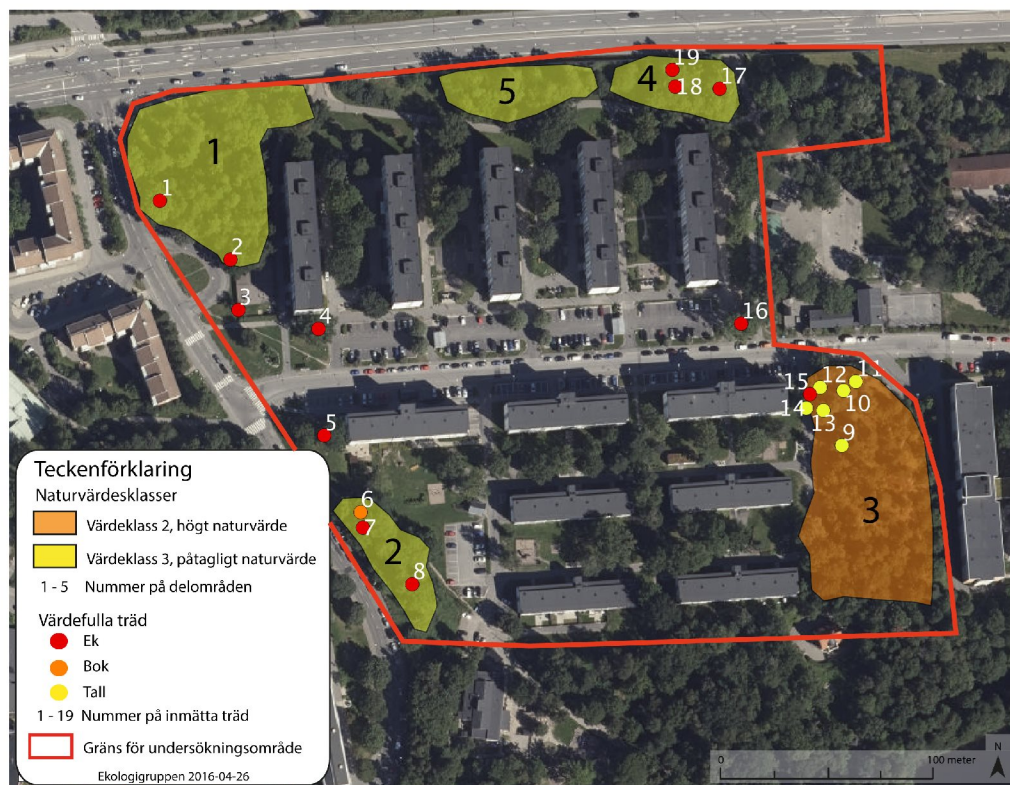 19
4
18
17
5
1
1
2
3
4
16
15
12
11
14
13
10
9
5
3
6
7
2
8
Teckenförklaring
Naturvärdesklasser
Värdeklass 2, högt naturvärde
Värdeklass 3, påtagligt naturvärde
1 - 5 Nummer på delområden
Värdefulla träd
Ek
Bok
Tall
1 - 19 Nummer på inmätta träd
Gräns för undersökningsområde
Ekologigruppen 2016-04-26
N
0 100 meter